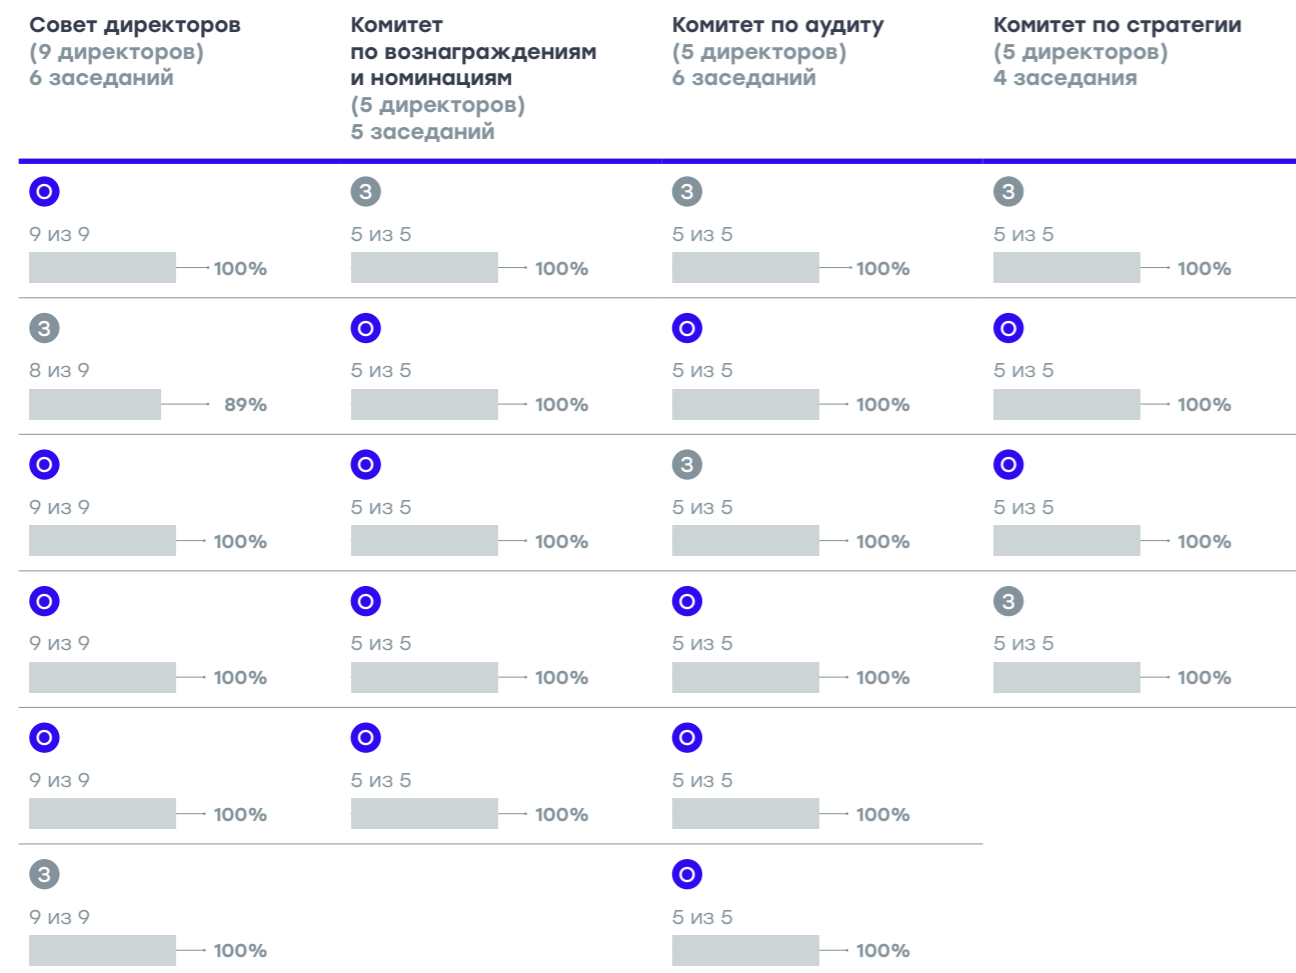 Совет директоров
(9 директоров)
6 заседаний
Комитет
по вознаграждениям
и номинациям
(5 директоров)
5 заседаний
Комитет по аудиту
(5 директоров)
6 заседаний
Комитет по стратегии
(5 директоров)
4 заседания
О З З З
9 из 9 5 из 5 5 из 5 5 из 5
100% 100% 100% 100%
З О О О
8 из 9 5 из 5 5 из 5 5 из 5
89% 100% 100% 100%
О О З О
9 из 9 5 из 5 5 из 5 5 из 5
100% 100% 100% 100%
О О О З
9 из 9 5 из 5 5 из 5 5 из 5
100% 100% 100% 100%
О О О
9 из 9 5 из 5 5 из 5
100% 100% 100%
З О
9 из 9 5 из 5
100% 100%